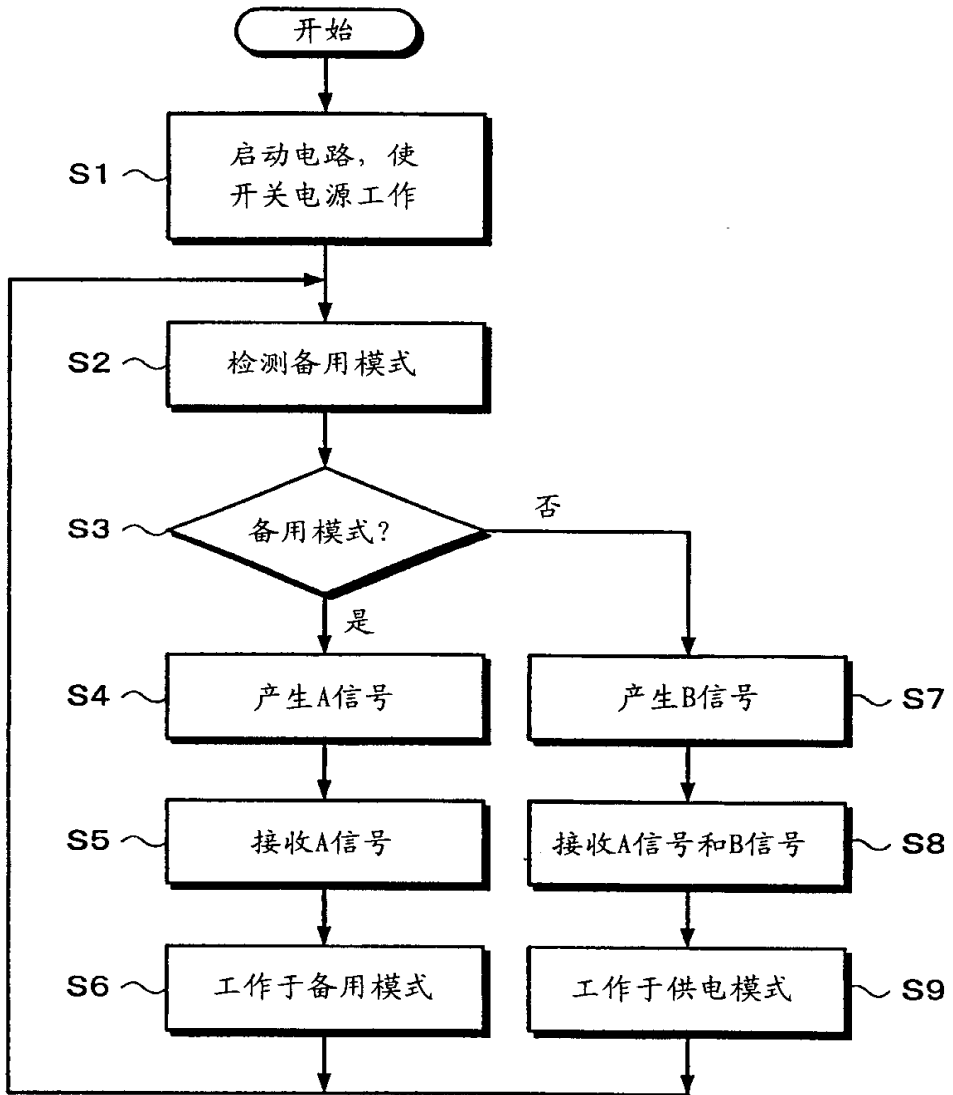 开始
S1
启动电路，使
开关电源工作
S2
检测备用模式
S3
备用模式？
否
是
S4
产生A信号
产生B信号
S7
S5
接收A信号
接收A信号和B信号
S8
S6
工作于备用模式
工作于供电模式
S9